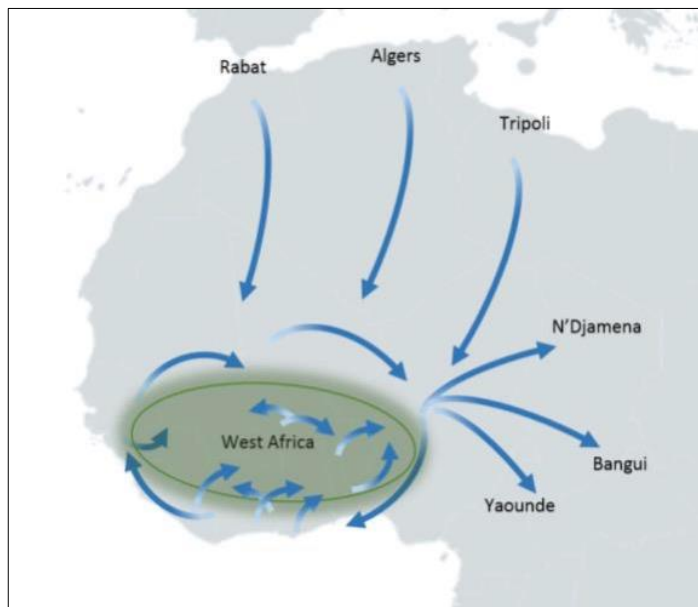 Algers
Rabat
Tripoli
N'Djamena
West Africa
Bangui
Yaounde